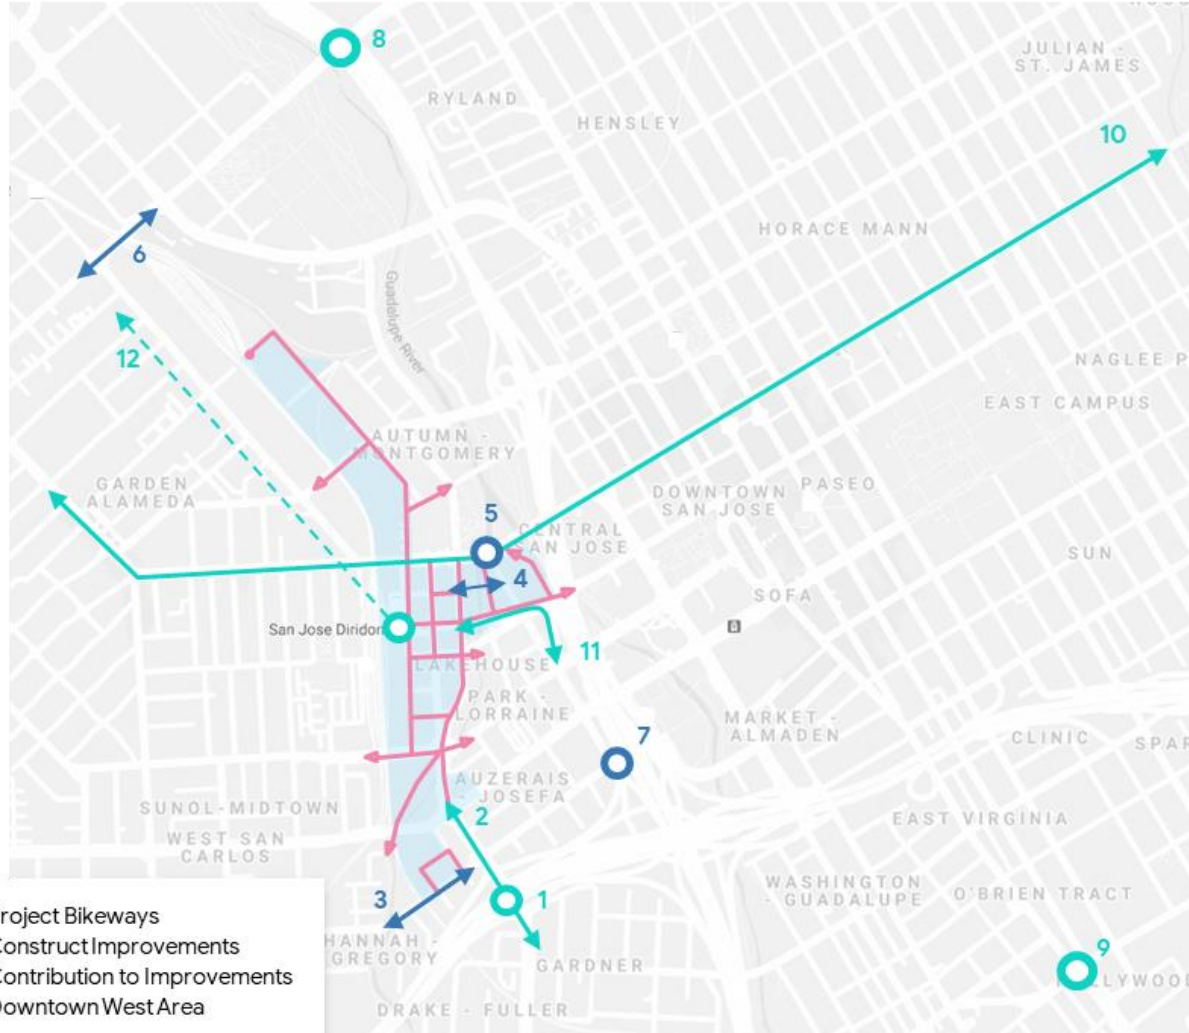 8
JULIAN -
ST. JAMES
RYLAND
HENSLEY
10
HORACE MANN
6
Guadalupe River
12
NAGLEE P
EAST CAMPUS
AUTUMN -
MONTGOMERY
GARDEN
ALAMEDA
DOWNTOWN
SAN JOSE
PASEO
5
CENTRAL
SAN JOSE
SUN
4
SOFA
San Jose Diridon
11
LAKEHOUSE
PARK -
LORRAINE
MARKET -
ALMADEN
7
CLINIC
SPAR
AUZERAIS
- JOSEFA
SUNOL-MIDTOWN
2
EAST VIRGINIA
WEST SAN
CARLOS
WASHINGTON
- GUADALUPE
O'BRIEN TRACT
3
1
roject Bikeways
Construct Improvements
Contribution to Improvements
Downtown West Area
HANNAH -
GREGORY
GARDNER
9
LYWOOD
DRAKE - FULLER